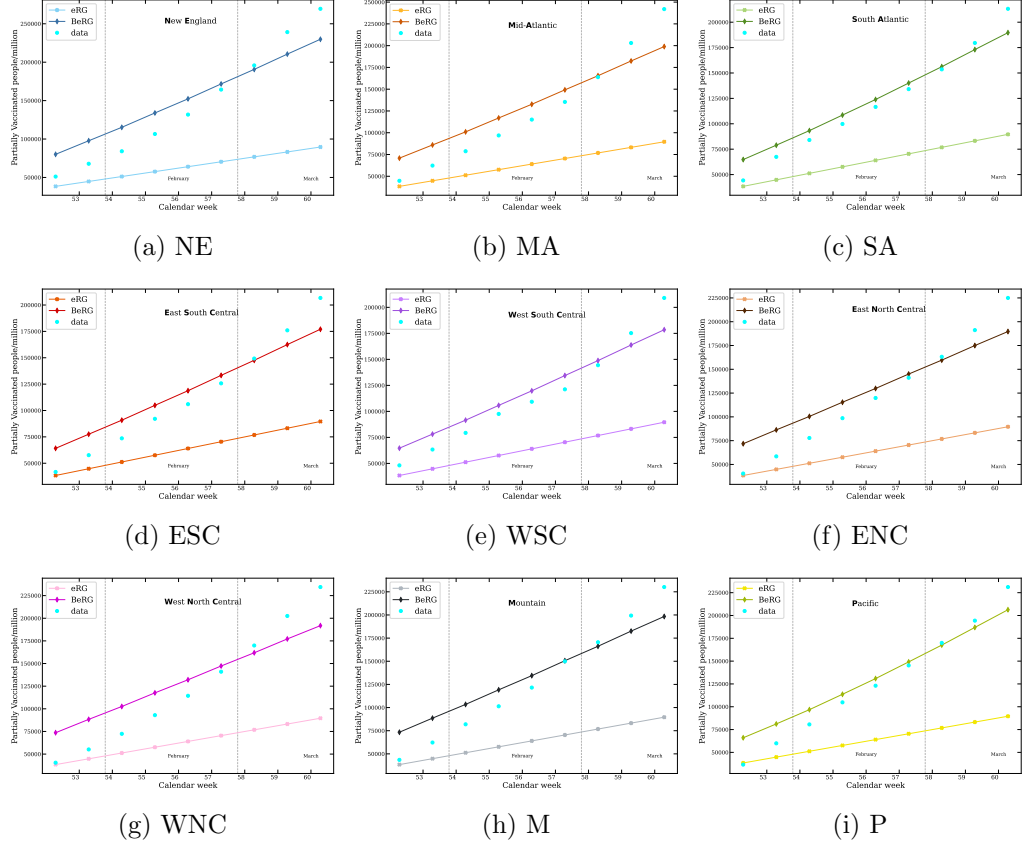 eRG
BeRG
data
New England
Partially Vaccinated people/million
250000
200000
150000
100000
50000
February
March
53 54 55 56 57 58 59 60
Calendar week
(a) NE
eRG
BeRG
data
Mid-Atlantic
Partially Vaccinated people/million
250000
225000
200000
175000
150000
125000
100000
75000
50000
February
March
53 54 55 56 57 58 59 60
Calendar week
(b) MA
eRG
BeRG
data
South Atlantic
Partially Vaccinated people/million
200000
175000
150000
125000
100000
75000
50000
February
March
53 54 55 56 57 58 59 60
Calendar week
(c) SA
eRG
BeRG
data
East South Central
Partially Vaccinated people/million
200000
175000
150000
125000
100000
75000
50000
February
March
53 54 55 56 57 58 59 60
Calendar week
(d) ESC
eRG
BeRG
data
West South Central
Partially Vaccinated people/million
200000
175000
150000
125000
100000
75000
50000
February
March
53 54 55 56 57 58 59 60
Calendar week
(e) WSC
eRG
BeRG
data
East North Central
Partially Vaccinated people/million
225000
200000
175000
150000
125000
100000
75000
50000
February
March
53 54 55 56 57 58 59 60
Calendar week
(f) ENC
eRG
BeRG
data
West North Central
Partially Vaccinated people/million
225000
200000
175000
150000
125000
100000
75000
50000
February
March
53 54 55 56 57 58 59 60
Calendar week
(g) WNC
eRG
BeRG
data
Mountain
Partially Vaccinated people/million
225000
200000
175000
150000
125000
100000
75000
50000
February
March
53 54 55 56 57 58 59 60
Calendar week
(h) M
eRG
BeRG
data
Pacific
Partially Vaccinated people/million
225000
200000
175000
150000
125000
100000
75000
50000
February
March
53 54 55 56 57 58 59 60
Calendar week
(i) P